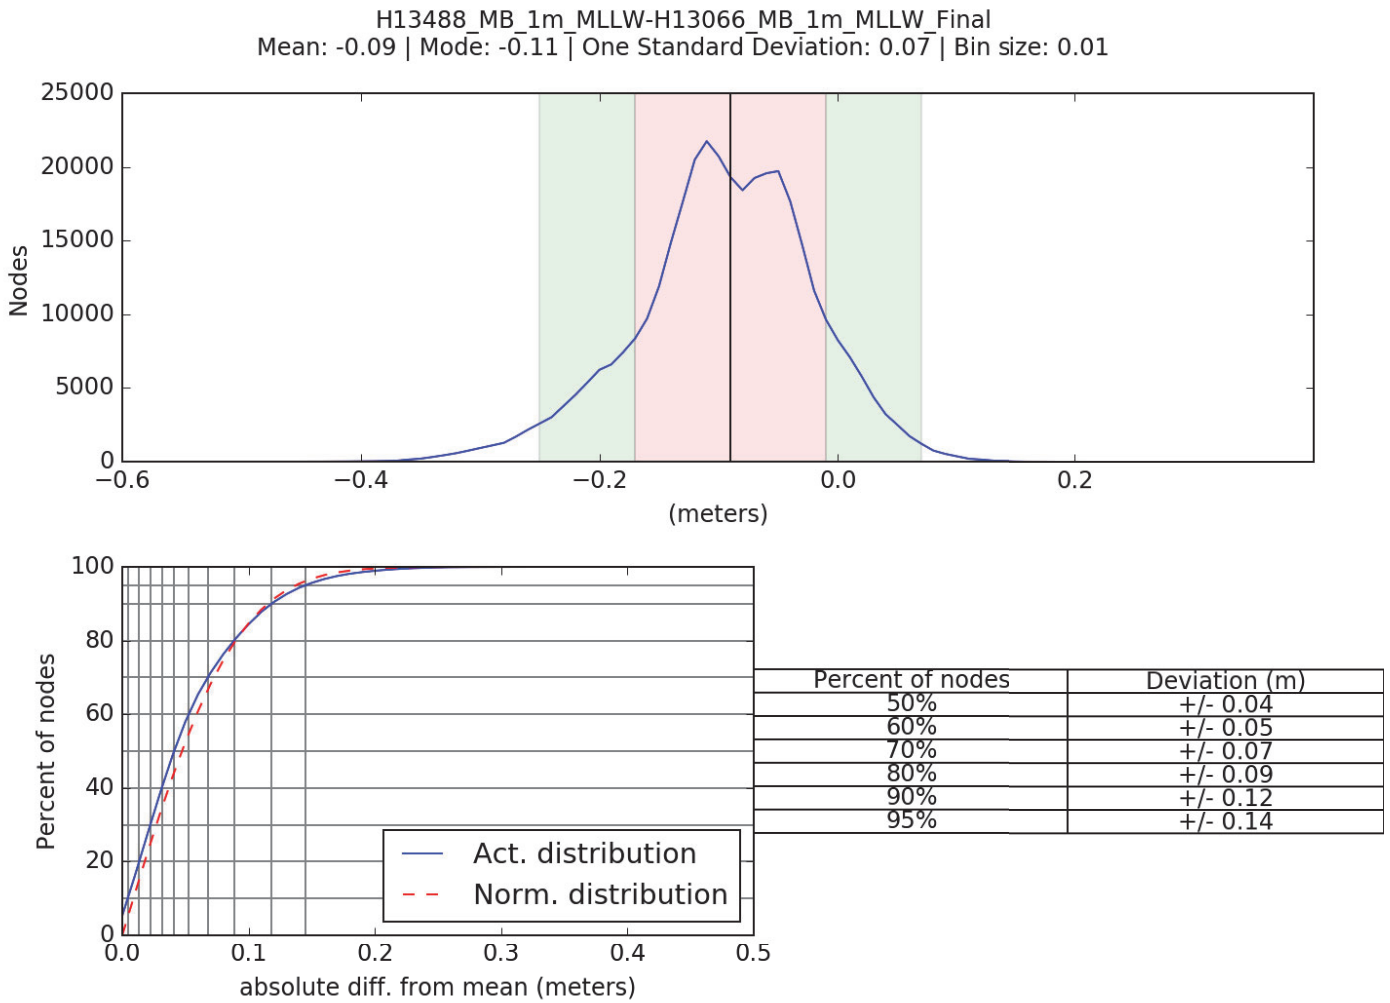 H13488_MB_1m_MLLW-H13066_MB_1m_MLLW_Final
Mean: -0.09 | Mode: -0.11 | One Standard Deviation: 0.07 | Bin size: 0.01
25000
20000
15000
10000
5000
0
Nodes
−0.6 −0.4 −0.2 0.0 0.2
(meters)
100
80
60
40
20
0
Percent of nodes
Act. distribution
Norm. distribution
0.0 0.1 0.2 0.3 0.4 0.5
absolute diff. from mean (meters)
Percent of nodes Deviation (m)
50% +/- 0.04
60% +/- 0.05
70% +/- 0.07
80% +/- 0.09
90% +/- 0.12
95% +/- 0.14